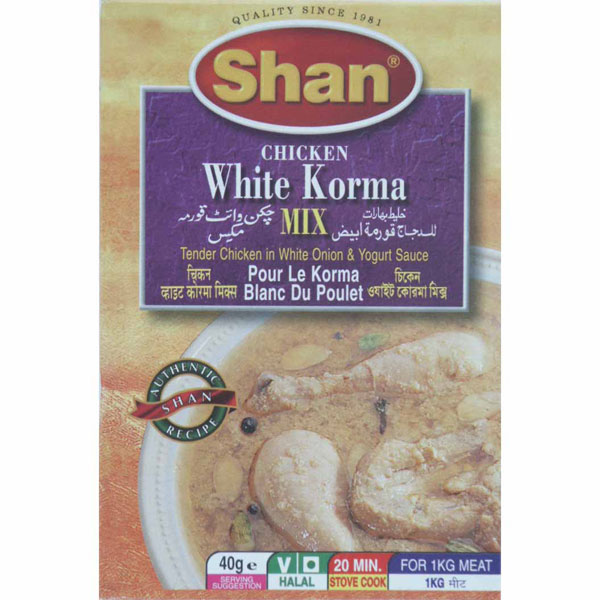 QUALITY SINCE 1981
Shan®
CHICKEN
White Korma
MIX
چکن وائٹ قورمہ
مکس
خليط بهارات
للدجاج قورمة أبيض
Tender Chicken in White Onion & Yogurt Sauce
चिकन
व्हाइट कोरमा मिक्स
Pour Le Korma
Blanc Du Poulet
চিকেন
ওয়াইট কোরমা মিক্স
AUTHENTIC
SHAN
RECIPE
40g e
SERVING
SUGGESTION
V
HALAL
20 MIN.
STOVE COOK
FOR 1KG MEAT
1KG मीट